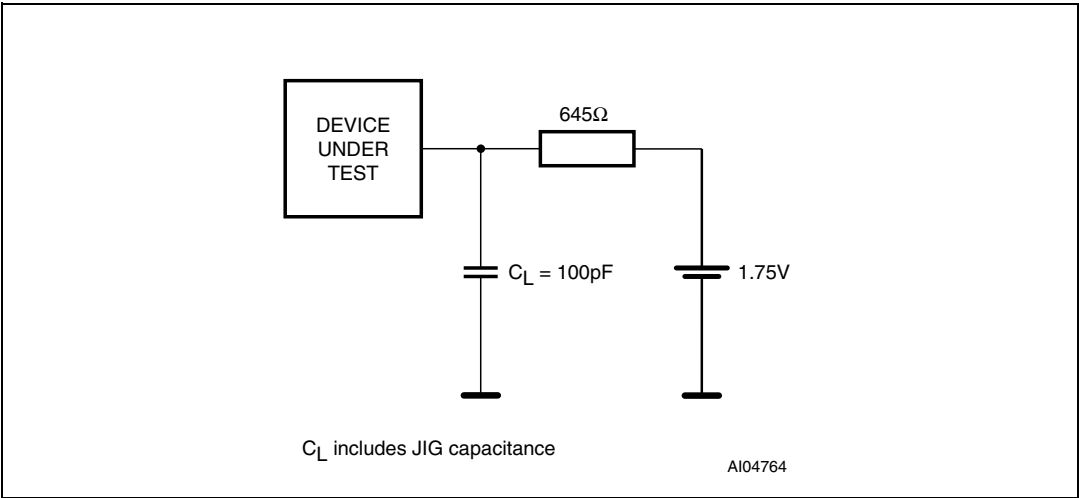 DEVICE
UNDER
TEST
645Ω
CL = 100pF
1.75V
CL includes JIG capacitance
AI04764